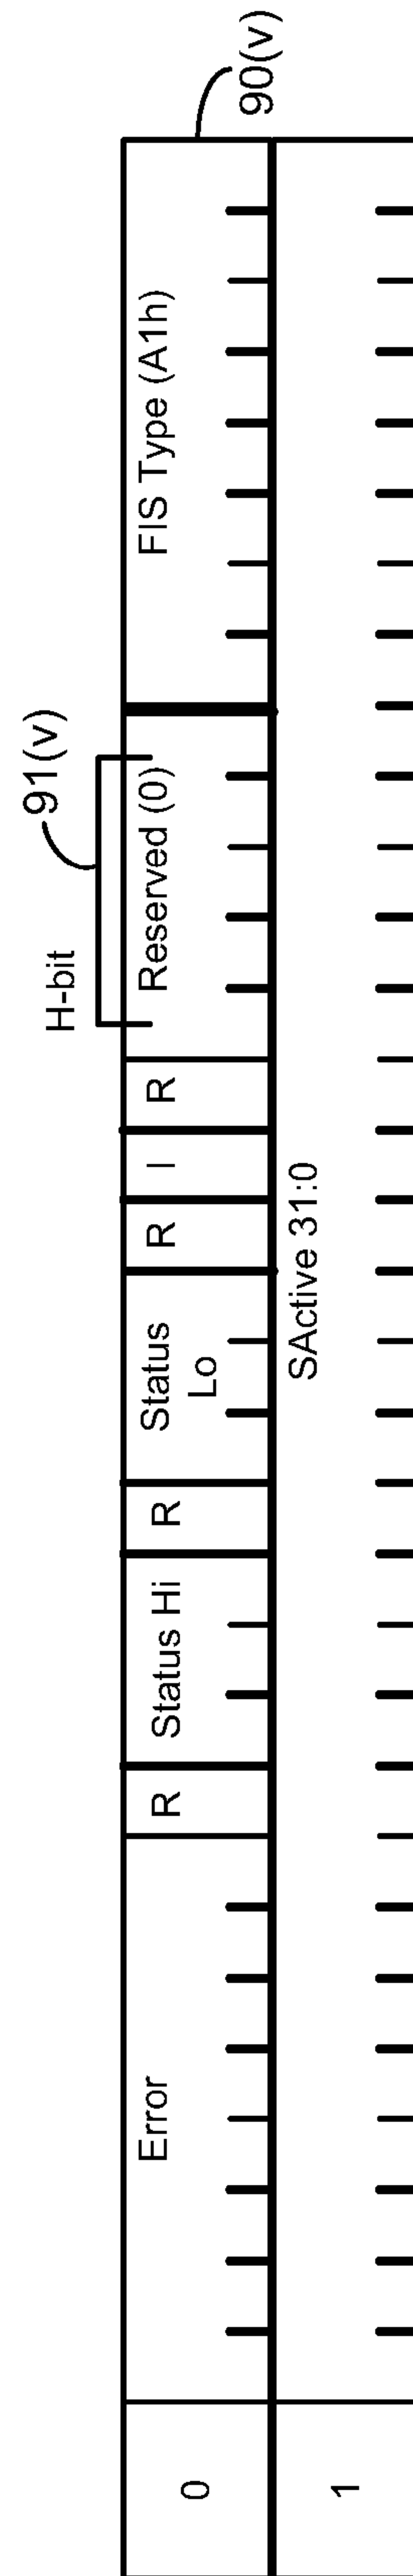 90(v)
91(v)
H-bit
0
Error
R
Status Hi
R
Status
Lo
R
I
R
Reserved (0)
FIS Type (A1h)
1
SActive 31:0